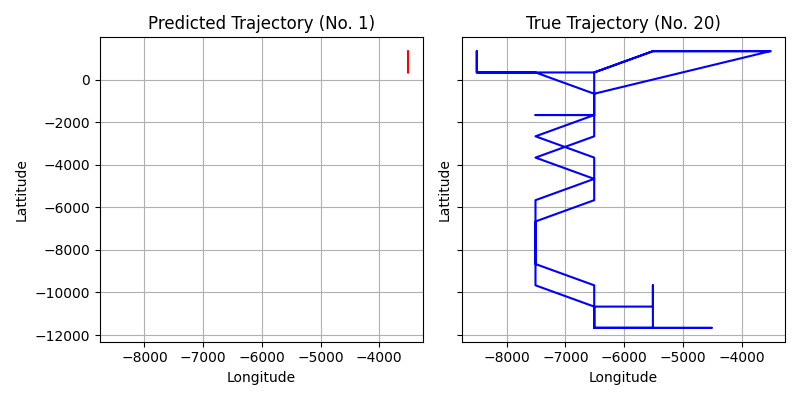 Predicted Trajectory (No. 1)
True Trajectory (No. 20)
Lattitude
0
−2000
−4000
−6000
−8000
−10000
−12000
−8000 −7000 −6000 −5000 −4000
Longitude
Lattitude
−8000 −7000 −6000 −5000 −4000
Longitude